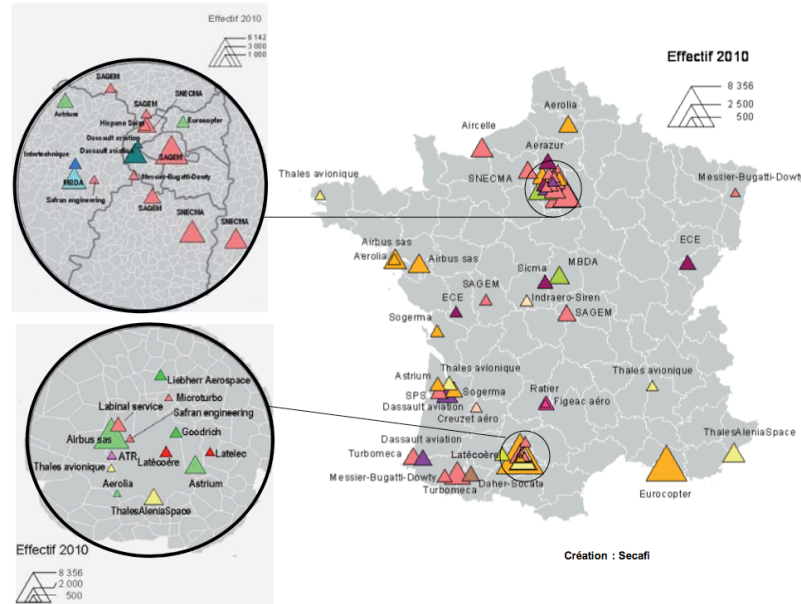 Effectif 2010
6 142
3 000
1 000
SAGEM
SNECMA
Astrium
SAGEM
Hispano Suiza
Eurocopter
Dassault aviation
Dassault aviation
Intertechnique
SAGEM
MBDA
Messier-Bugatti-Dowty
Safran engineering
SAGEM
SNECMA
SNECMA
Effectif 2010
8 356
2 500
500
Aerolia
Aircelle
Aerazur
Thales avionique
SNECMA
Messier-Bugatti-Dowty
Airbus sas
Aerolia
Airbus sas
ECE
Sicma
MBDA
SAGEM
ECE
Indraero-Siren
SAGEM
Sogerma
Astrium
Thales avionique
SPS
Sogerma
Dassault aviation
Creuzet aéro
Ratier
Figeac aéro
Thales avionique
ThalesAleniaSpace
Dassault aviation
Turbomeca
Latécoère
Messier-Bugatti-Dowty
Turbomeca
Daher-Socata
Eurocopter
Liebherr Aerospace
Microturbo
Labinal service
Safran engineering
Airbus sas
Goodrich
ATR
Latécoère
Latelec
Thales avionique
Astrium
Aerolia
ThalesAleniaSpace
Effectif 2010
8 356
2 000
500
Création : Secafi